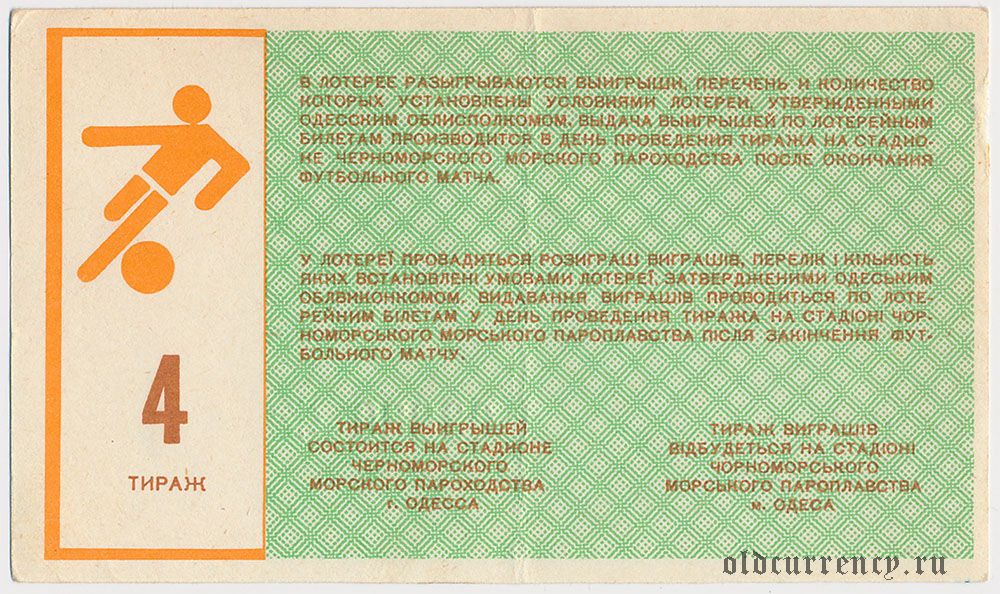 В ЛОТЕРЕЕ РАЗЫГРЫВАЮТСЯ ВЫИГРЫШИ, ПЕРЕЧЕНЬ И КОЛИЧЕСТВО
КОТОРЫХ УСТАНОВЛЕНЫ УСЛОВИЯМИ ЛОТЕРЕИ, УТВЕРЖДЕННЫМИ
ОДЕССКИМ ОБЛИСПОЛКОМОМ. ВЫДАЧА ВЫИГРЫШЕЙ ПО ЛОТЕРЕЙНЫМ
БИЛЕТАМ ПРОИЗВОДИТСЯ В ДЕНЬ ПРОВЕДЕНИЯ ТИРАЖА НА СТАДИО-
НЕ ЧЕРНОМОРСКОГО МОРСКОГО ПАРОХОДСТВА ПОСЛЕ ОКОНЧАНИЯ
ФУТБОЛЬНОГО МАТЧА.
У ЛОТЕРЕЇ ПРОВАДИТЬСЯ РОЗИГРАШ ВИГРАШІВ, ПЕРЕЛІК І КІЛЬКІСТЬ
ЯКИХ ВСТАНОВЛЕНІ УМОВАМИ ЛОТЕРЕЇ, ЗАТВЕРДЖЕНИМИ ОДЕСЬКИМ
ОБЛВИКОНКОМОМ. ВИДАВАННЯ ВИГРАШІВ ПРОВОДИТЬСЯ ПО ЛОТЕ-
РЕЙНИМ БІЛЕТАМ У ДЕНЬ ПРОВЕДЕННЯ ТИРАЖА НА СТАДІОНІ ЧОР-
НОМОРСЬКОГО МОРСЬКОГО ПАРОПЛАВСТВА ПІСЛЯ ЗАКІНЧЕННЯ ФУТ-
БОЛЬНОГО МАТЧУ.
4
ТИРАЖ
ТИРАЖ ВЫИГРЫШЕЙ
СОСТОИТСЯ НА СТАДИОНЕ
ЧЕРНОМОРСКОГО
МОРСКОГО ПАРОХОДСТВА
г. ОДЕССА
ТИРАЖ ВИГРАШІВ
ВІДБУДЕТЬСЯ НА СТАДІОНІ
ЧОРНОМОРСЬКОГО
МОРСЬКОГО ПАРОПЛАВСТВА
м. ОДЕСА
oldcurrency.ru